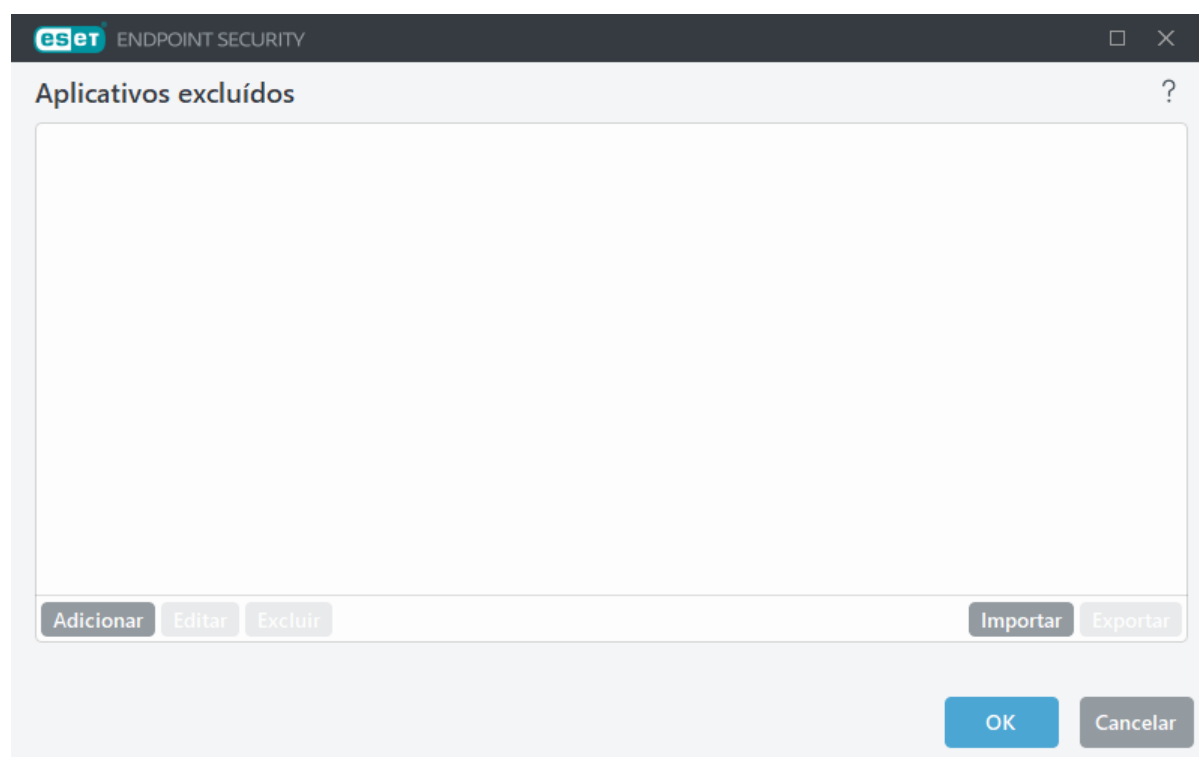 eset ENDPOINT SECURITY
Aplicativos excluídos
?
Adicionar Editar Excluir Importar Exportar
OK Cancelar